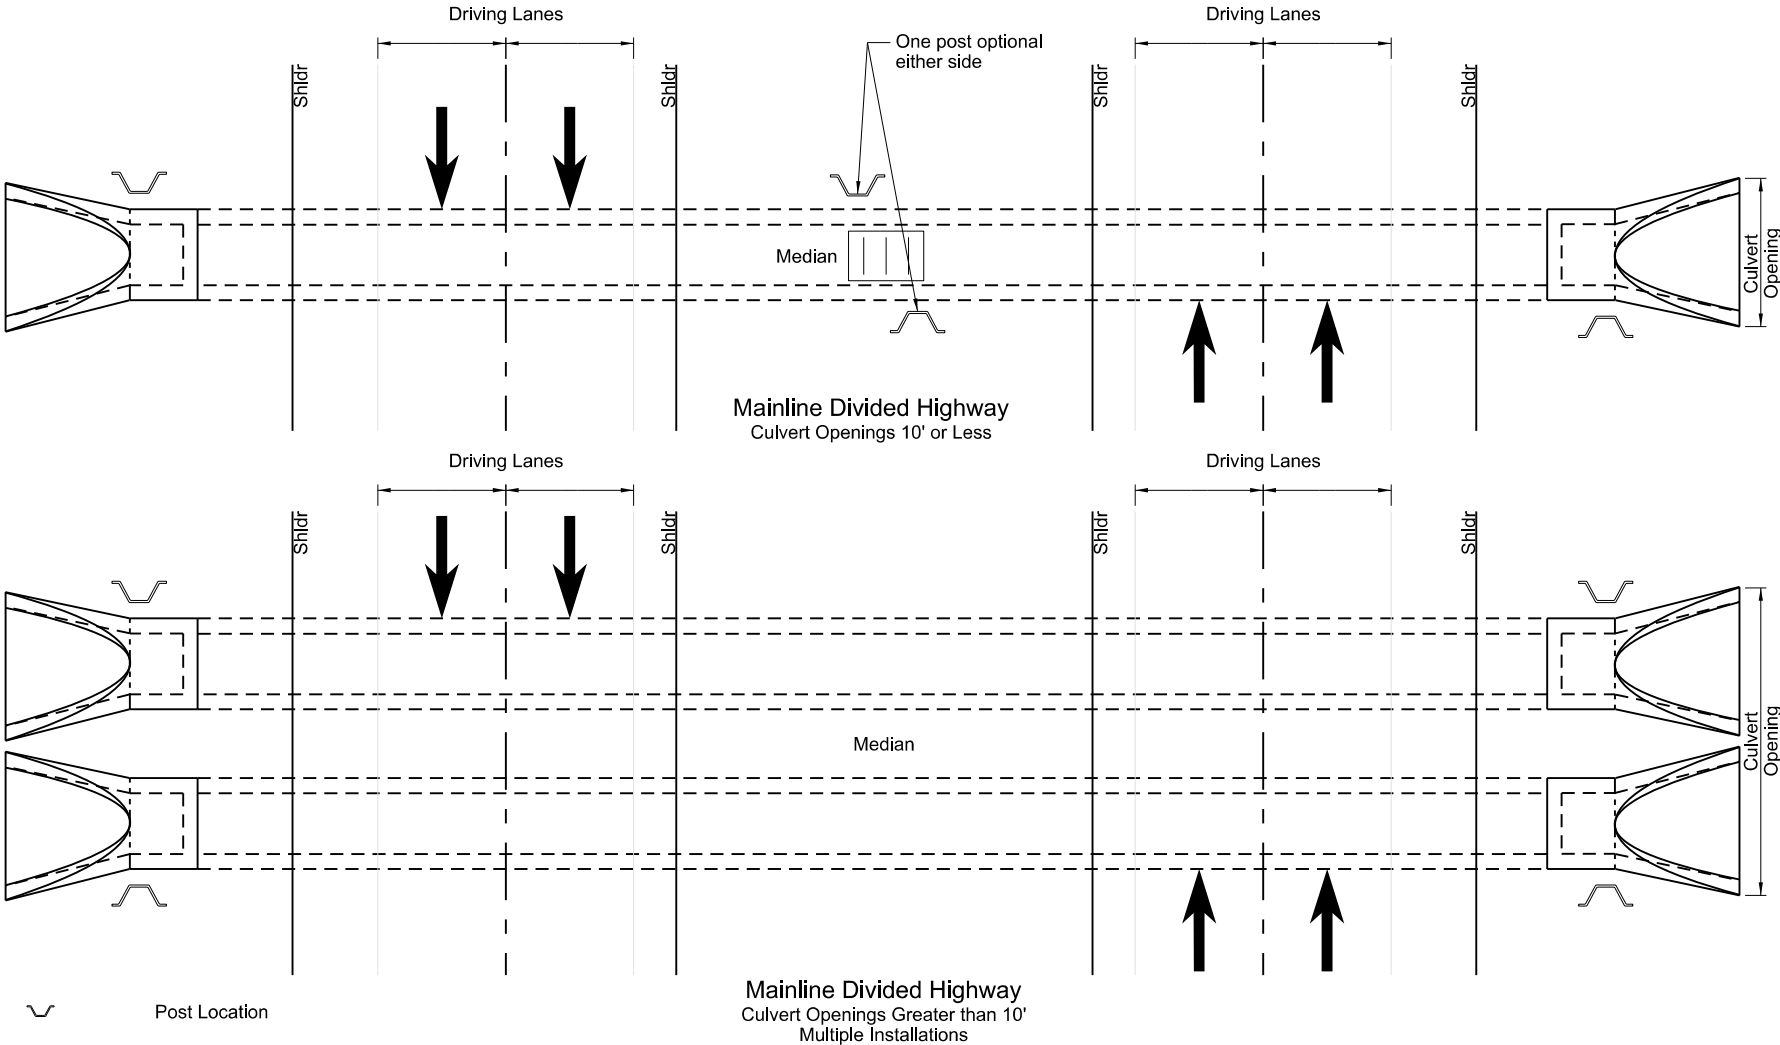 Driving Lanes
Driving Lanes
One post optional
either side
Shldr
Shldr
Shldr
Shldr
Median
Culvert
Opening
Mainline Divided Highway
Culvert Openings 10' or Less
Driving Lanes
Driving Lanes
Shldr
Shldr
Shldr
Shldr
Median
Culvert
Opening
Mainline Divided Highway
Culvert Openings Greater than 10'
Multiple Installations
Post Location